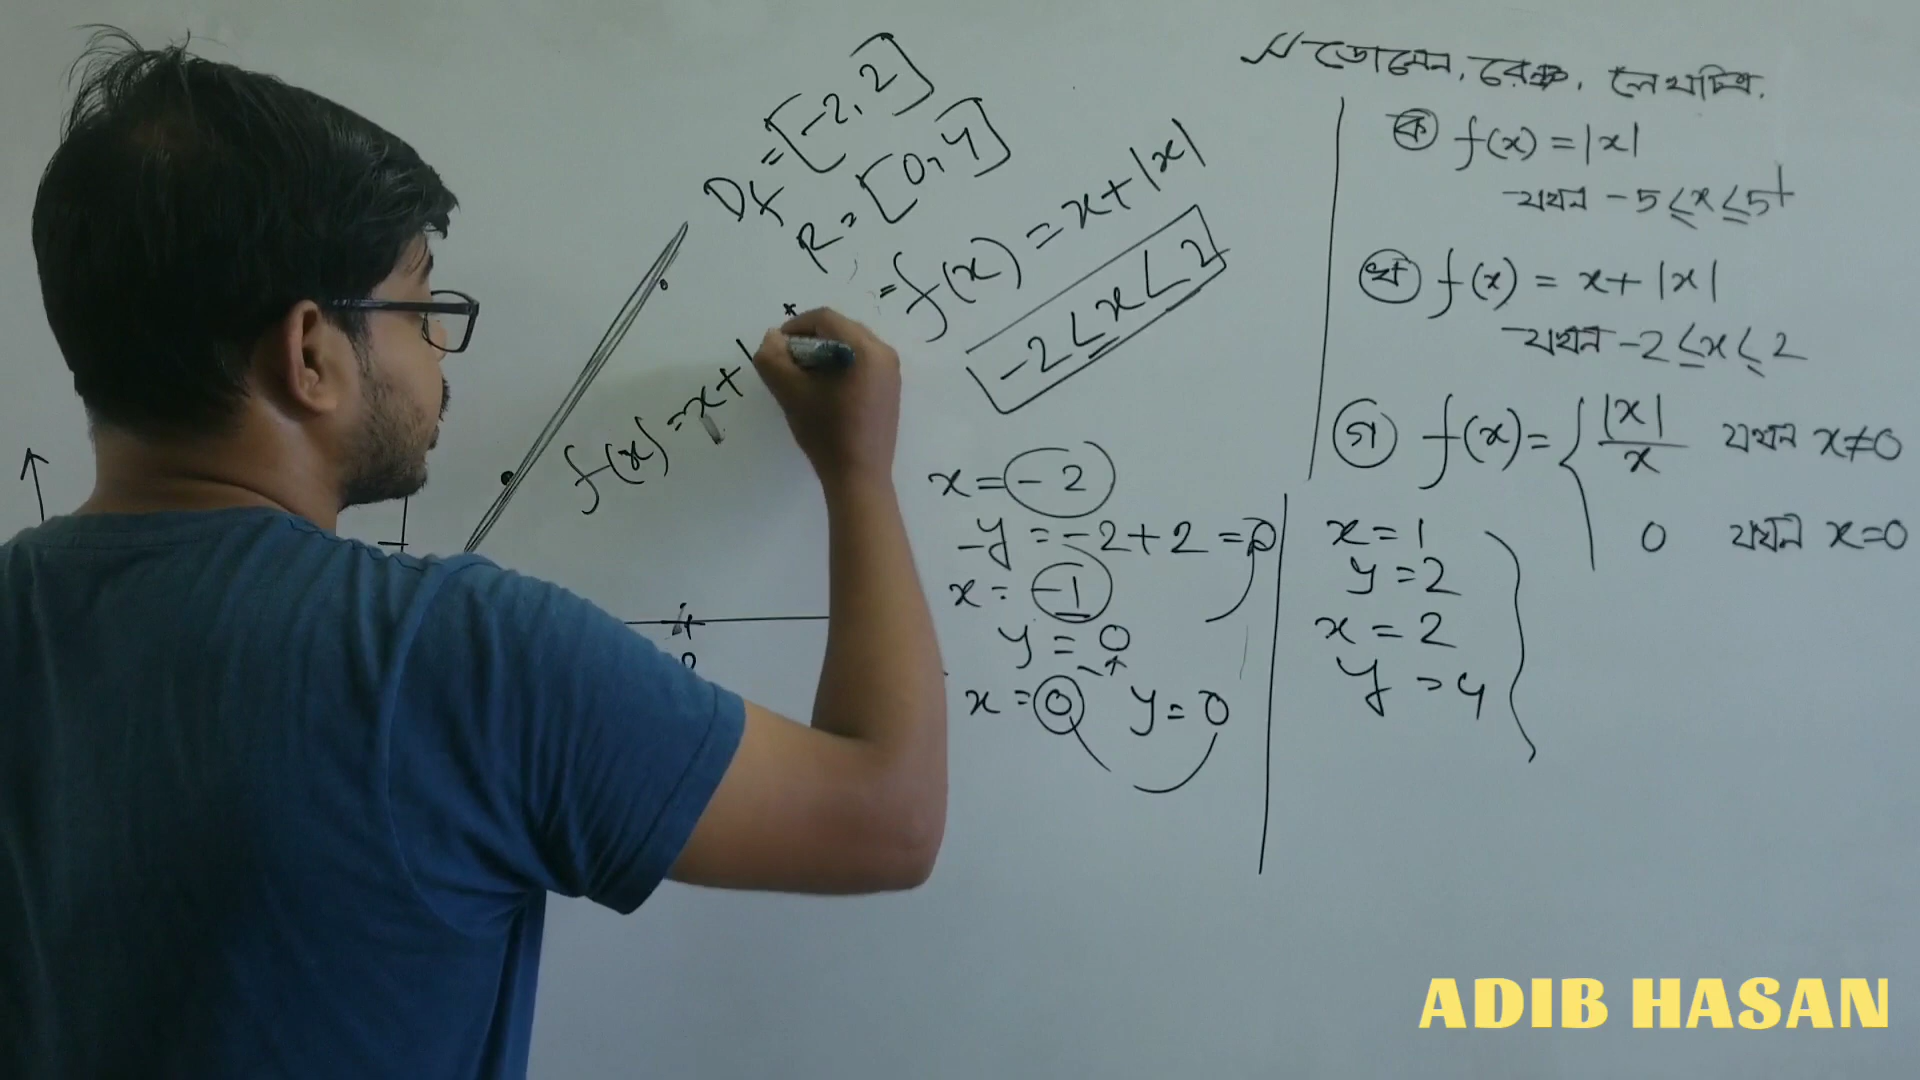 ডোমেন, রেঞ্জ, লেখচিত্র.
ক f(x) = |x|
যখন -5 ≤ x ≤ 5
খ f(x) = x + |x|
যখন -2 ≤ x ≤ 2
গ f(x) = { |x|/x যখন x ≠ 0
0 যখন x = 0
Df = [-2, 2]
R = [0, 4]
= f(x) = x + |x|
-2 ≤ x < 2
f(x) = x + |
x = -2
y = -2 + 2 = 0
x = -1
y = 0
x = 0 y = 0
x = 1
y = 2
x = 2
y = 4
ADIB HASAN